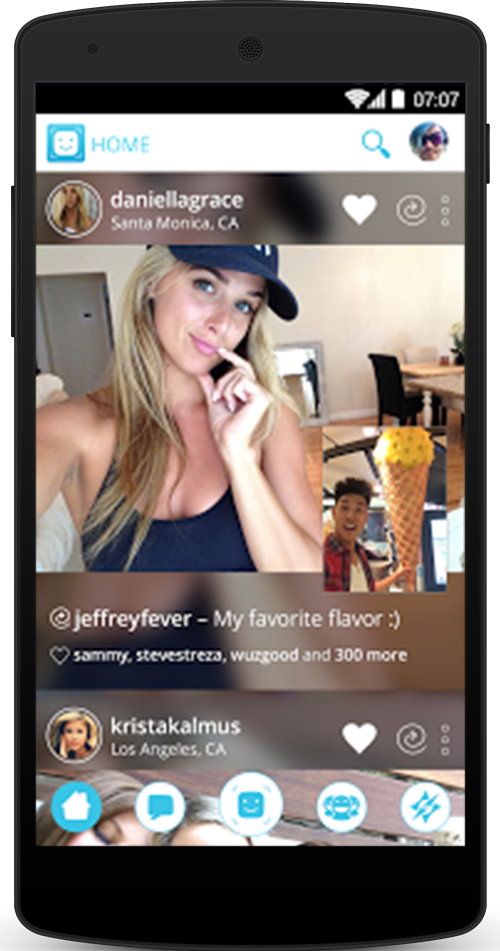 07:07
HOME
daniellagrace
Santa Monica, CA
jeffreyfever – My favorite flavor :)
sammy, stevestreza, wuzgood and 300 more
kristakalmus
Los Angeles, CA